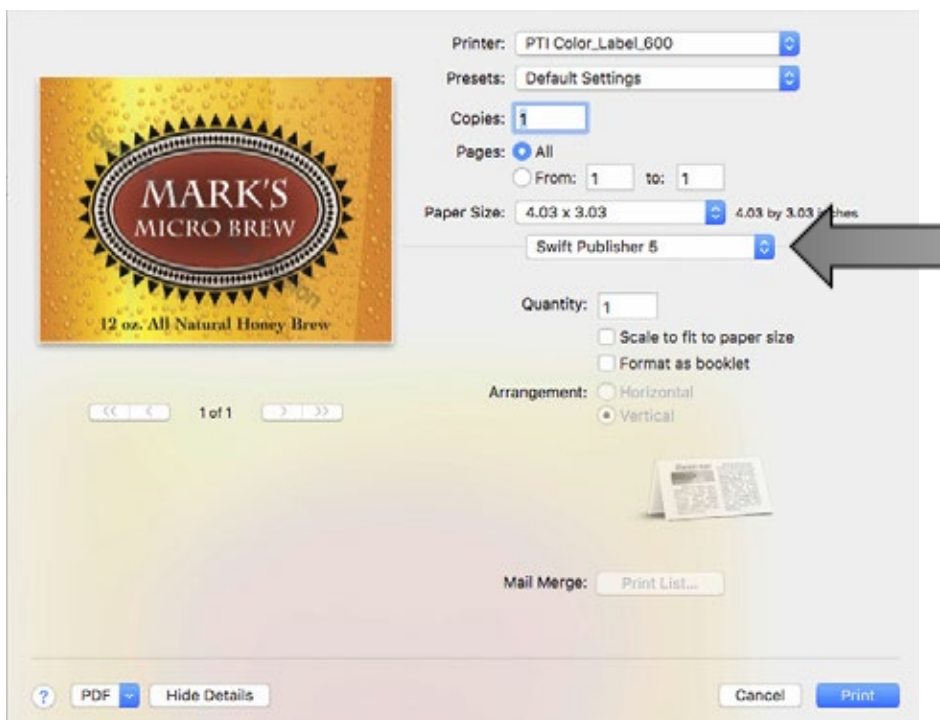 Printer: PTI Color_Label_600
Presets: Default Settings
Copies: 1
Pages: All
From: 1 to: 1
Paper Size: 4.03 x 3.03 4.03 by 3.03 inches
Swift Publisher 5
MARK'S
MICRO BREW
12 oz. All Natural Honey Brew
Quantity: 1
Scale to fit to paper size
Format as booklet
Arrangement: Horizontal
Vertical
<< < 1 of 1 > >>
Mail Merge: Print List...
? PDF Hide Details Cancel Print